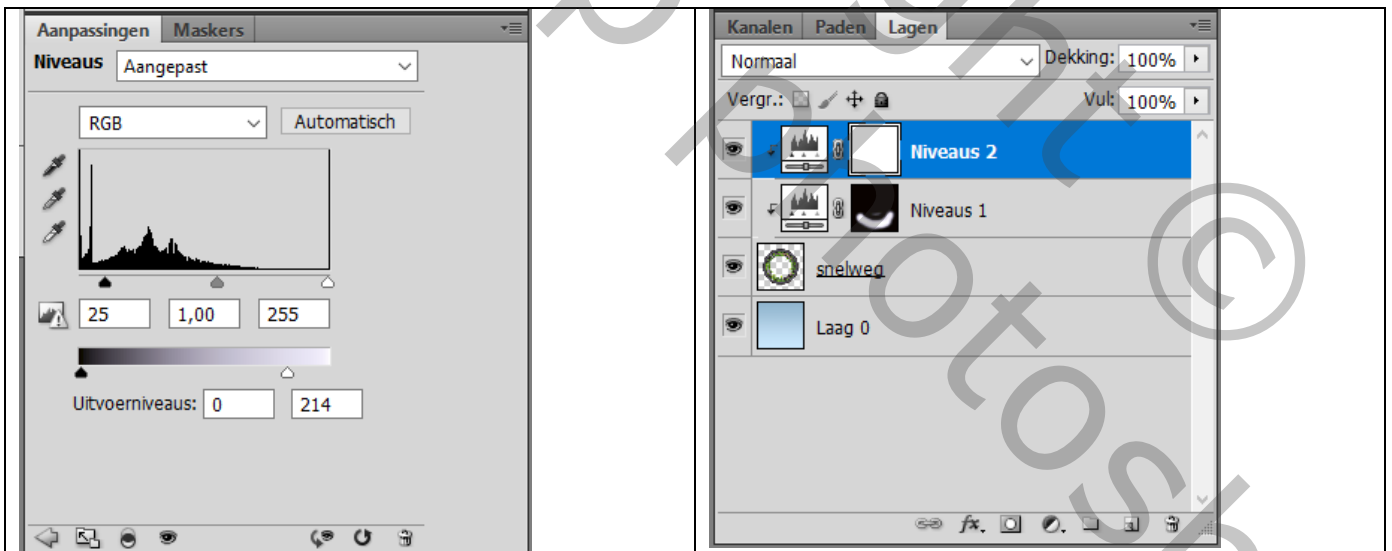 Aanpassingen Maskers
Niveaus Aangepast
RGB Automatisch
25 1,00 255
Uitvoerniveaus: 0 214
Kanalen Paden Lagen
Normaal Dekking: 100%
Vergr.: Vul: 100%
Niveaus 2
Niveaus 1
snelweg
Laag 0
fx.
©